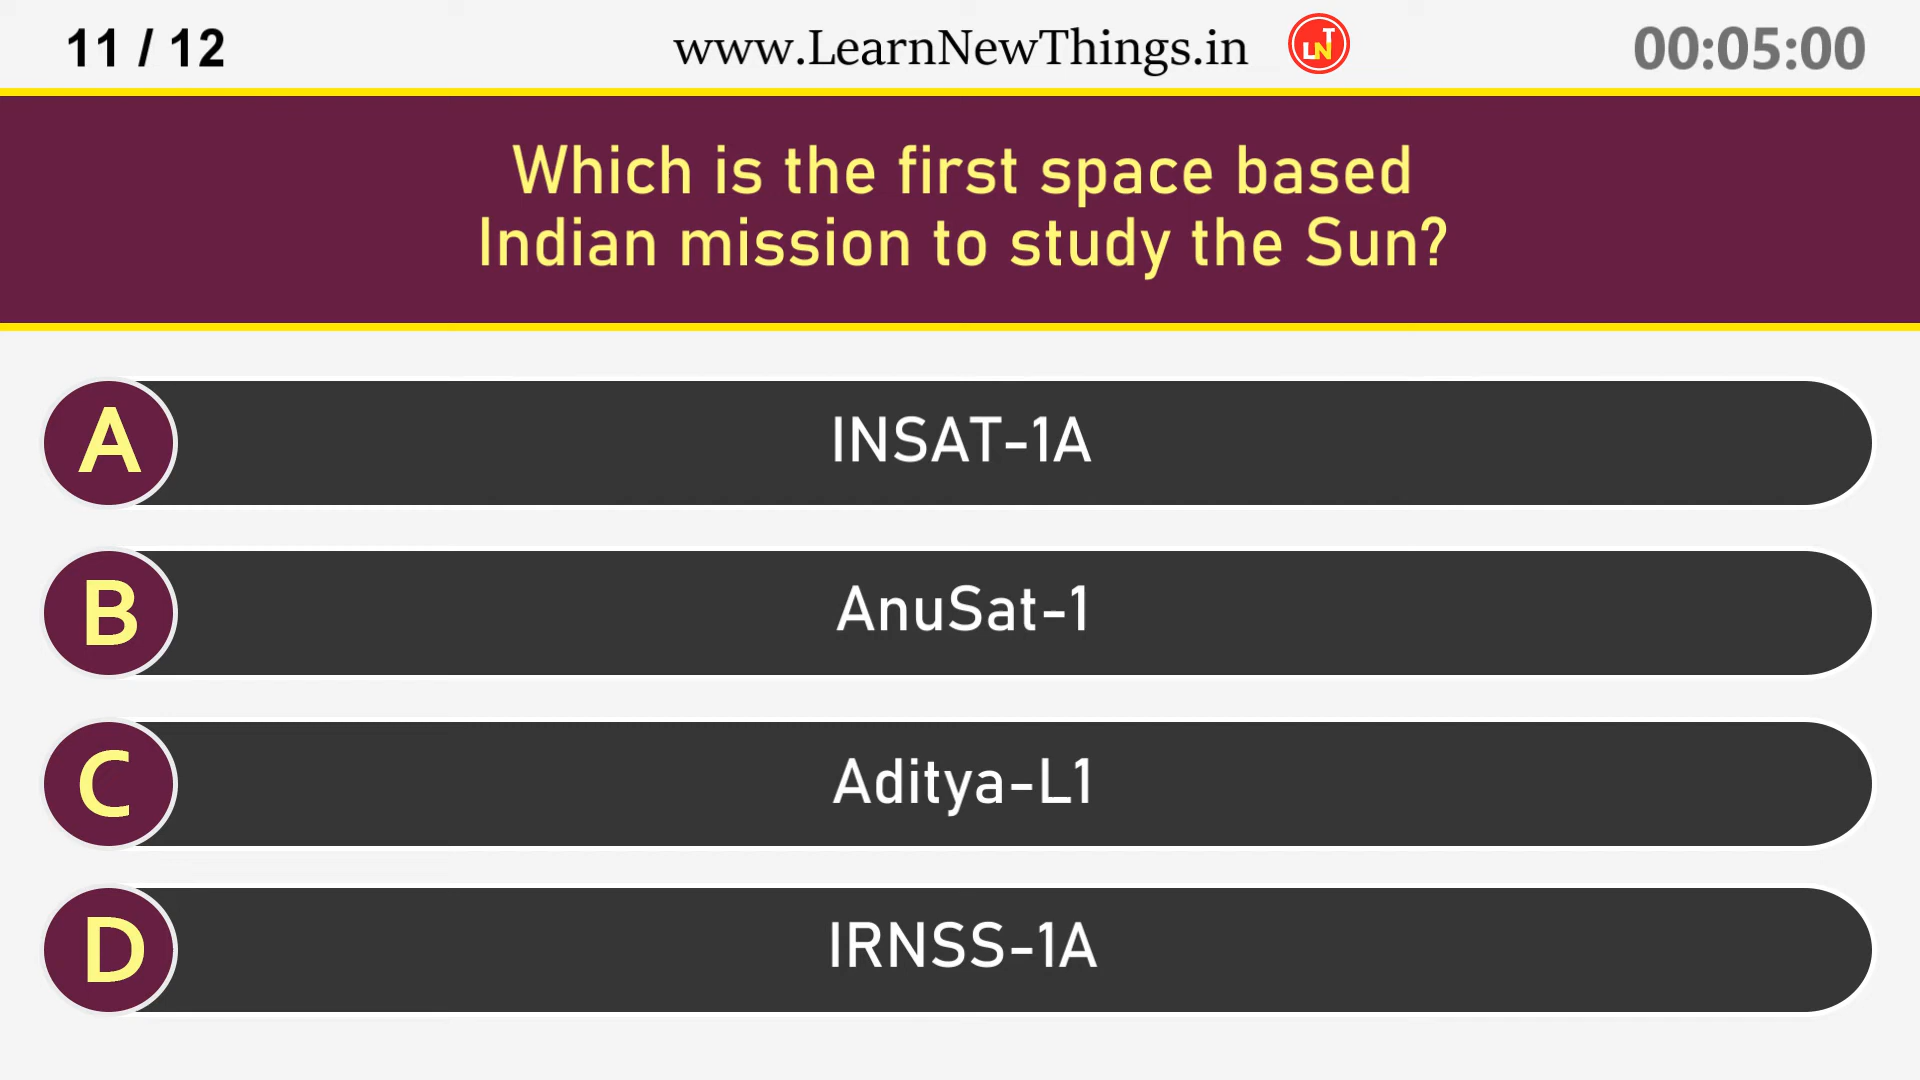 11 / 12
www.LearnNewThings.in
LNT
00:05:00
Which is the first space based
Indian mission to study the Sun?
A
INSAT-1A
B
AnuSat-1
C
Aditya-L1
D
IRNSS-1A